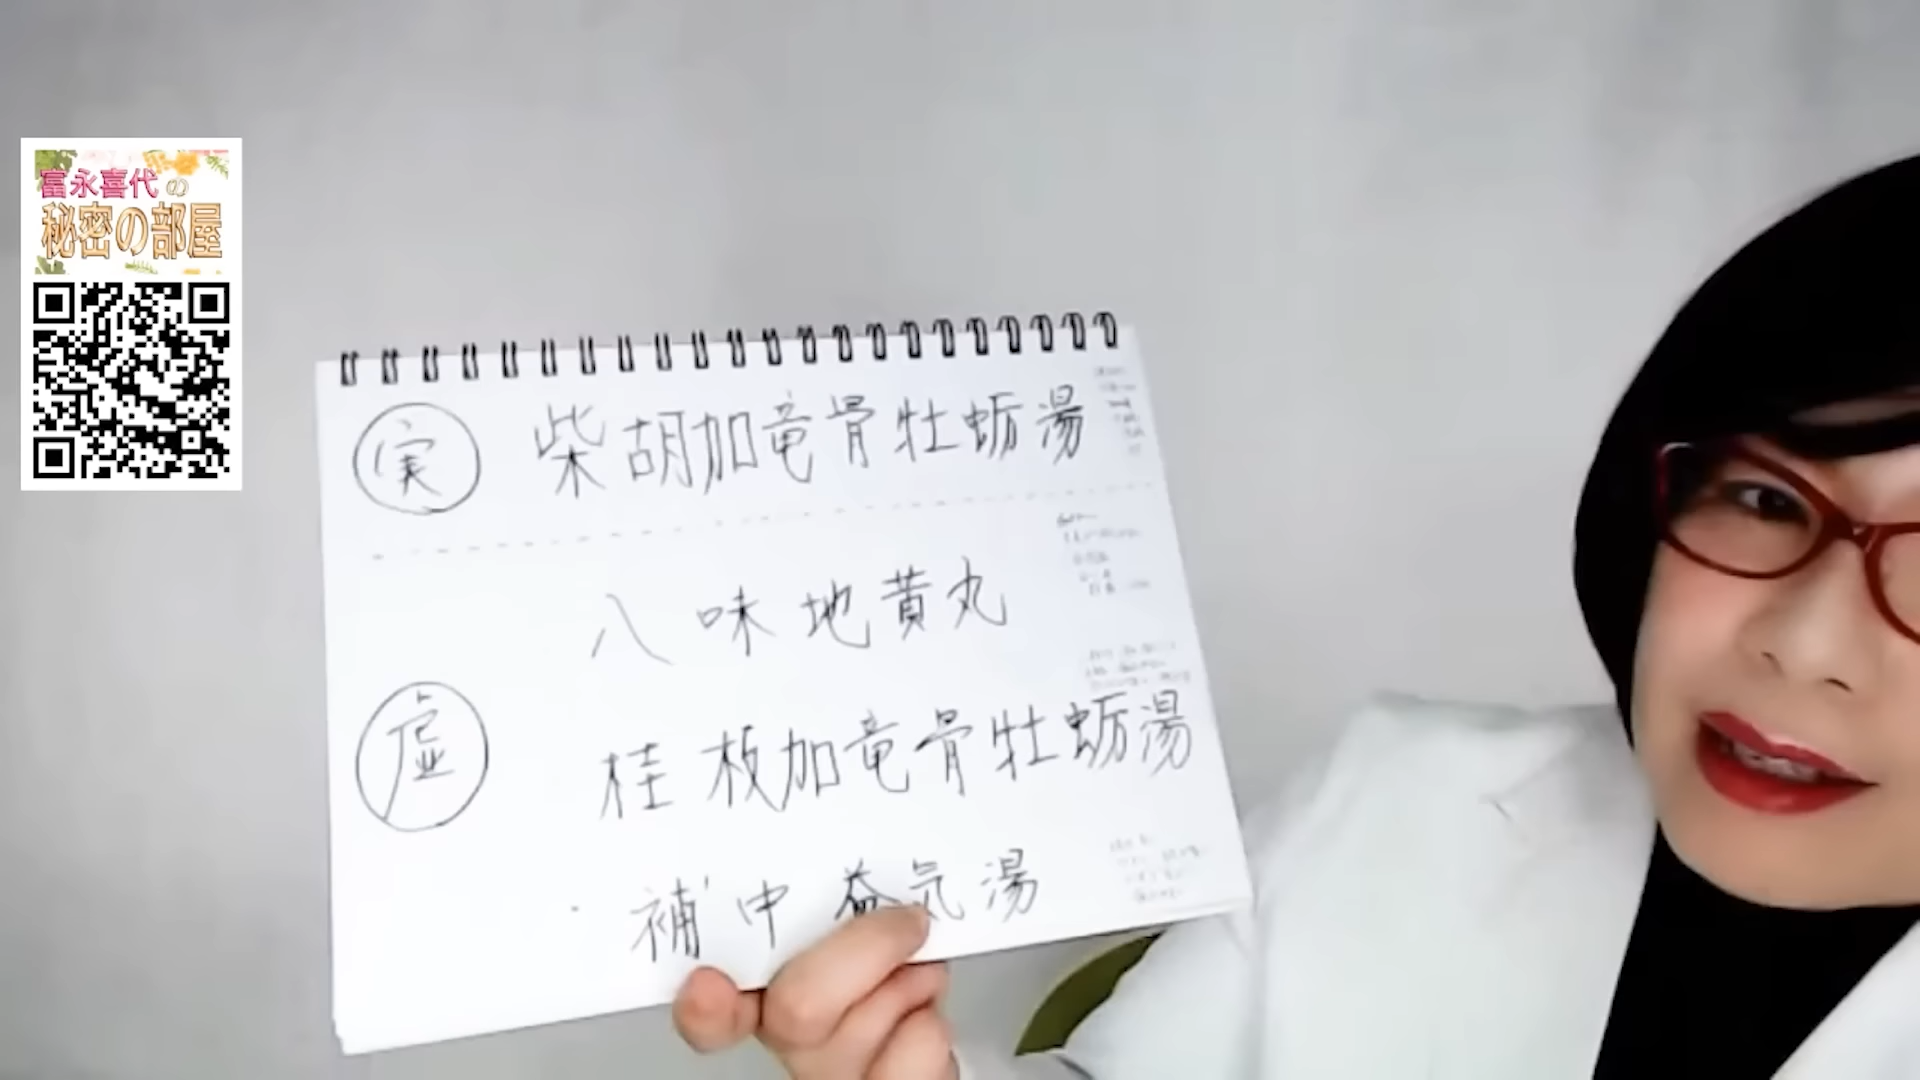 富永喜代の
秘密の部屋
実 柴胡加竜骨牡蛎湯
八味地黄丸
虚 桂枝加竜骨牡蛎湯
補中益気湯